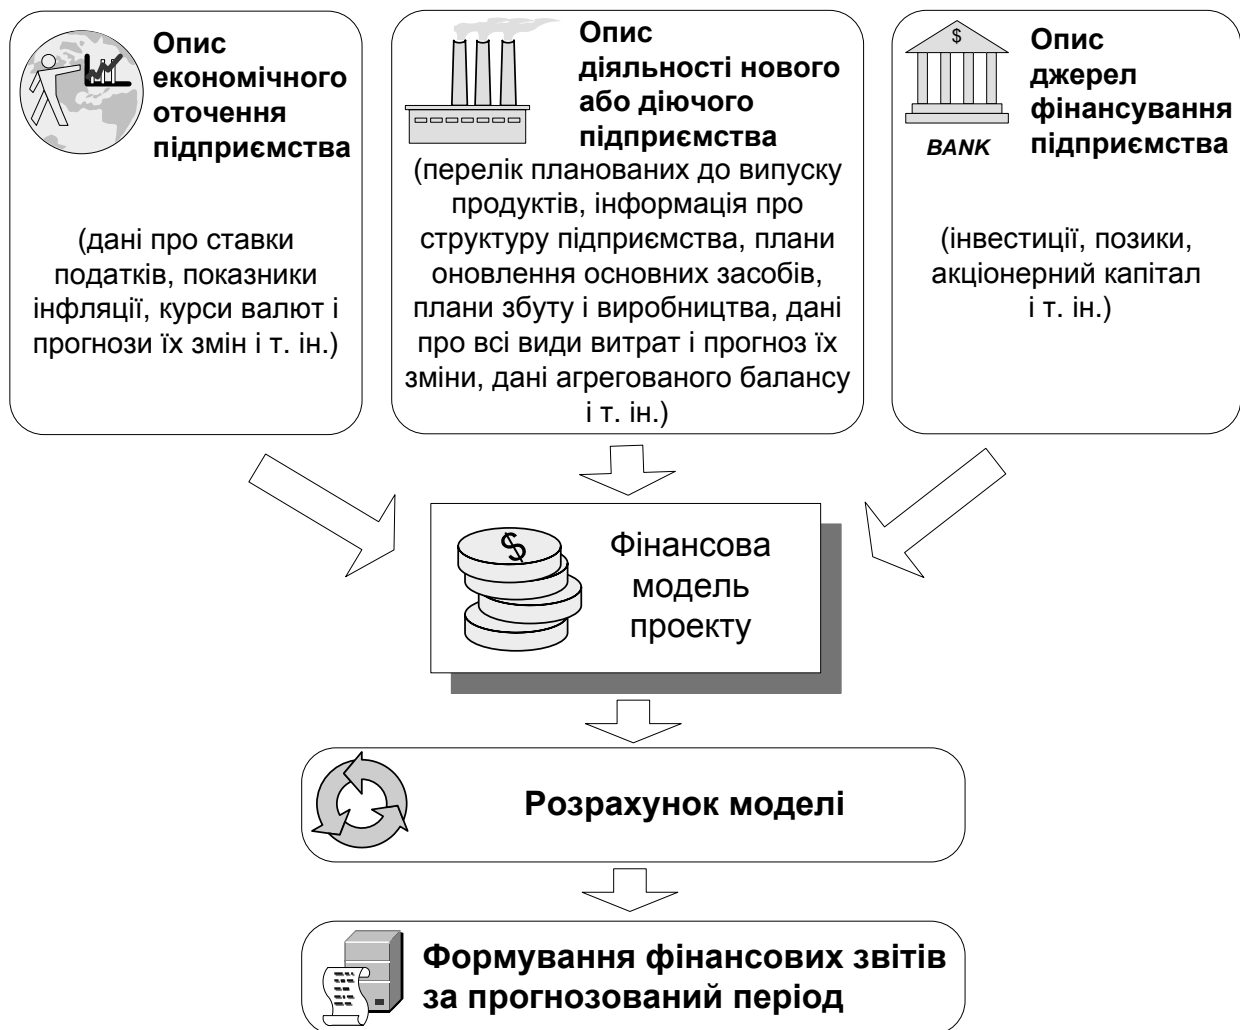 Опис
економічного
оточення
підприємства
(дані про ставки
податків, показники
інфляції, курси валют і
прогнози їх змін і т. ін.)
Опис
діяльності нового
або діючого
підприємства
(перелік планованих до випуску
продуктів, інформація про
структуру підприємства, плани
оновлення основних засобів,
плани збуту і виробництва, дані
про всі види витрат і прогноз їх
зміни, дані агрегованого балансу
і т. ін.)
$
BANK
Опис
джерел
фінансування
підприємства
(інвестиції, позики,
акціонерний капітал
і т. ін.)
$
Фінансова
модель
проекту
Розрахунок моделі
Формування фінансових звітів
за прогнозований період